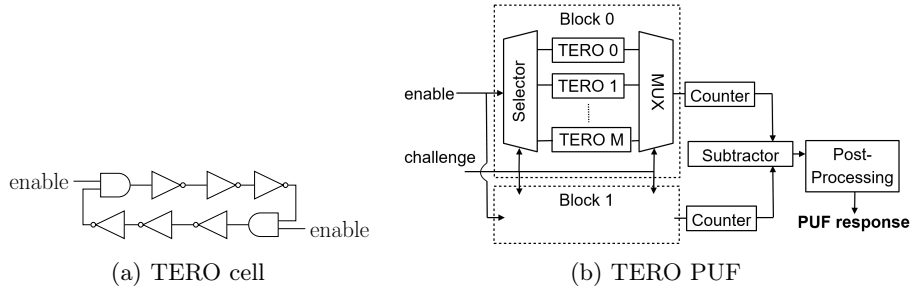 enable
enable
(a) TERO cell
Block 0
Selector
TERO 0
TERO 1
TERO M
MUX
enable
challenge
Counter
Subtractor
Post-
Processing
PUF response
Block 1
Counter
(b) TERO PUF